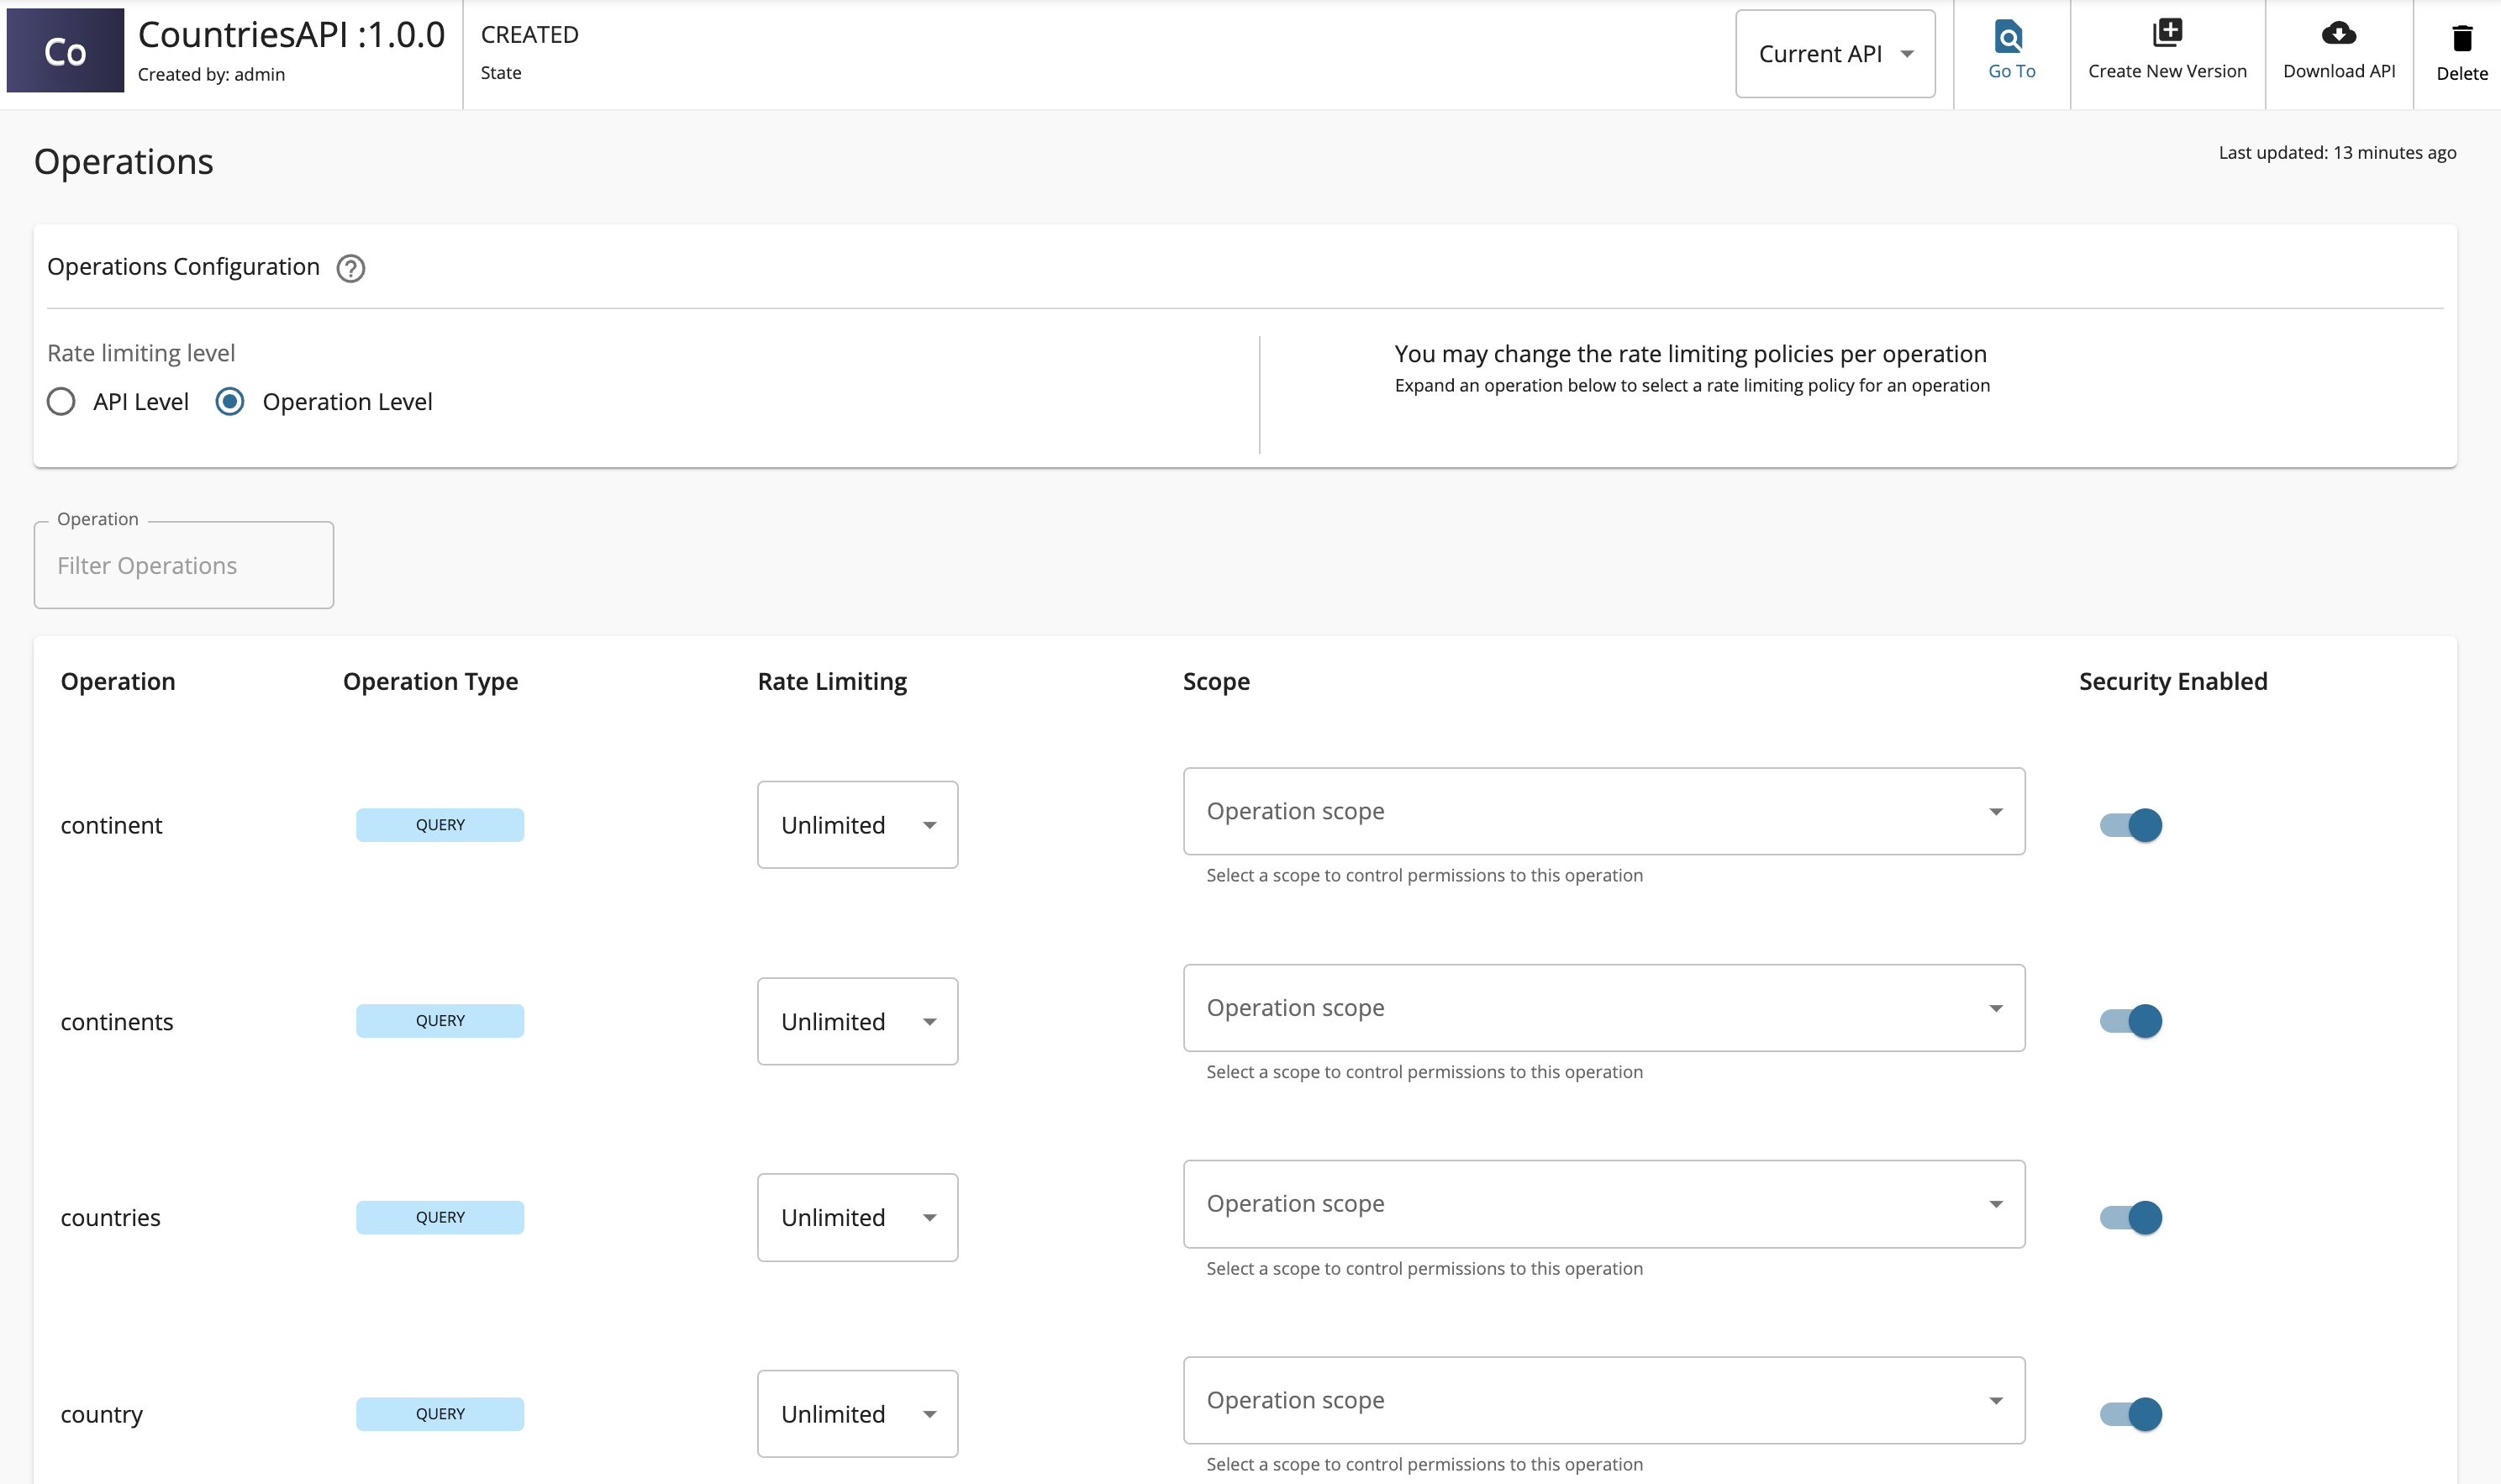 Co
CountriesAPI :1.0.0
Created by: admin
CREATED
State
Current API
Go To
Create New Version
Download API
Delete
Operations
Last updated: 13 minutes ago
Operations Configuration
Rate limiting level
API Level
Operation Level
You may change the rate limiting policies per operation
Expand an operation below to select a rate limiting policy for an operation
Operation
Filter Operations
Operation Operation Type Rate Limiting Scope Security Enabled
continent QUERY Unlimited Operation scope
Select a scope to control permissions to this operation
continents QUERY Unlimited Operation scope
Select a scope to control permissions to this operation
countries QUERY Unlimited Operation scope
Select a scope to control permissions to this operation
country QUERY Unlimited Operation scope
Select a scope to control permissions to this operation